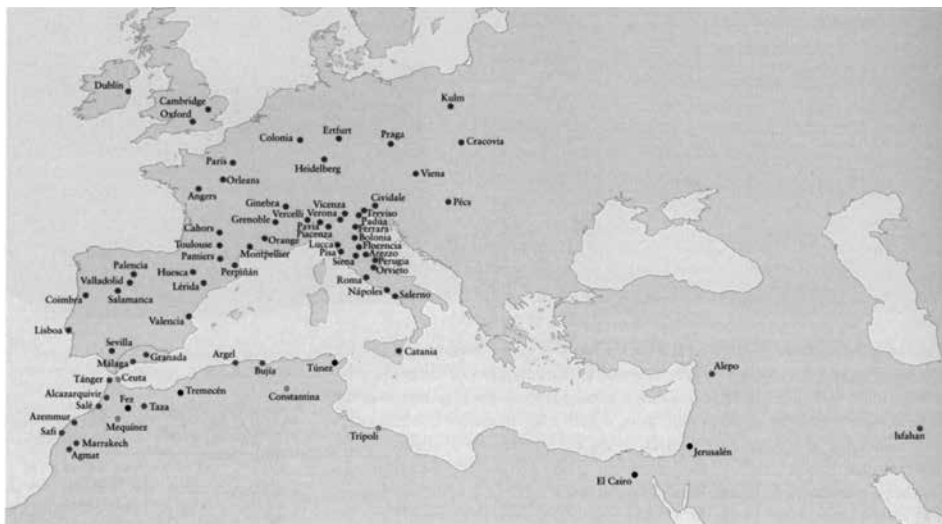 Dublín
Cambridge
Oxford
Kulm
Colonia
Ertfurt
Praga
Cracovia
París
Heidelberg
Orleans
Viena
Angers
Ginebra
Vicenza
Cividale
Pécs
Grenoble
Vercelli
Verona
Treviso
Padua
Cahors
Pavia
Ferrara
Piacenza
Bolonia
Toulouse
Orange
Lucca
Florencia
Pamiers
Montpellier
Pisa
Arezzo
Siena
Perugia
Palencia
Huesca
Perpiñán
Orvieto
Valladolid
Roma
Salamanca
Lérida
Nápoles
Salerno
Coimbra
Valencia
Lisboa
Sevilla
Granada
Argel
Catania
Málaga
Bujía
Túnez
Alepo
Tánger
Ceuta
Alcazarquivir
Tremecén
Constantina
Salé
Fez
Taza
Azemmur
Mequínez
Safi
Trípoli
Isfahan
Marrakech
Agmat
Jerusalén
El Cairo